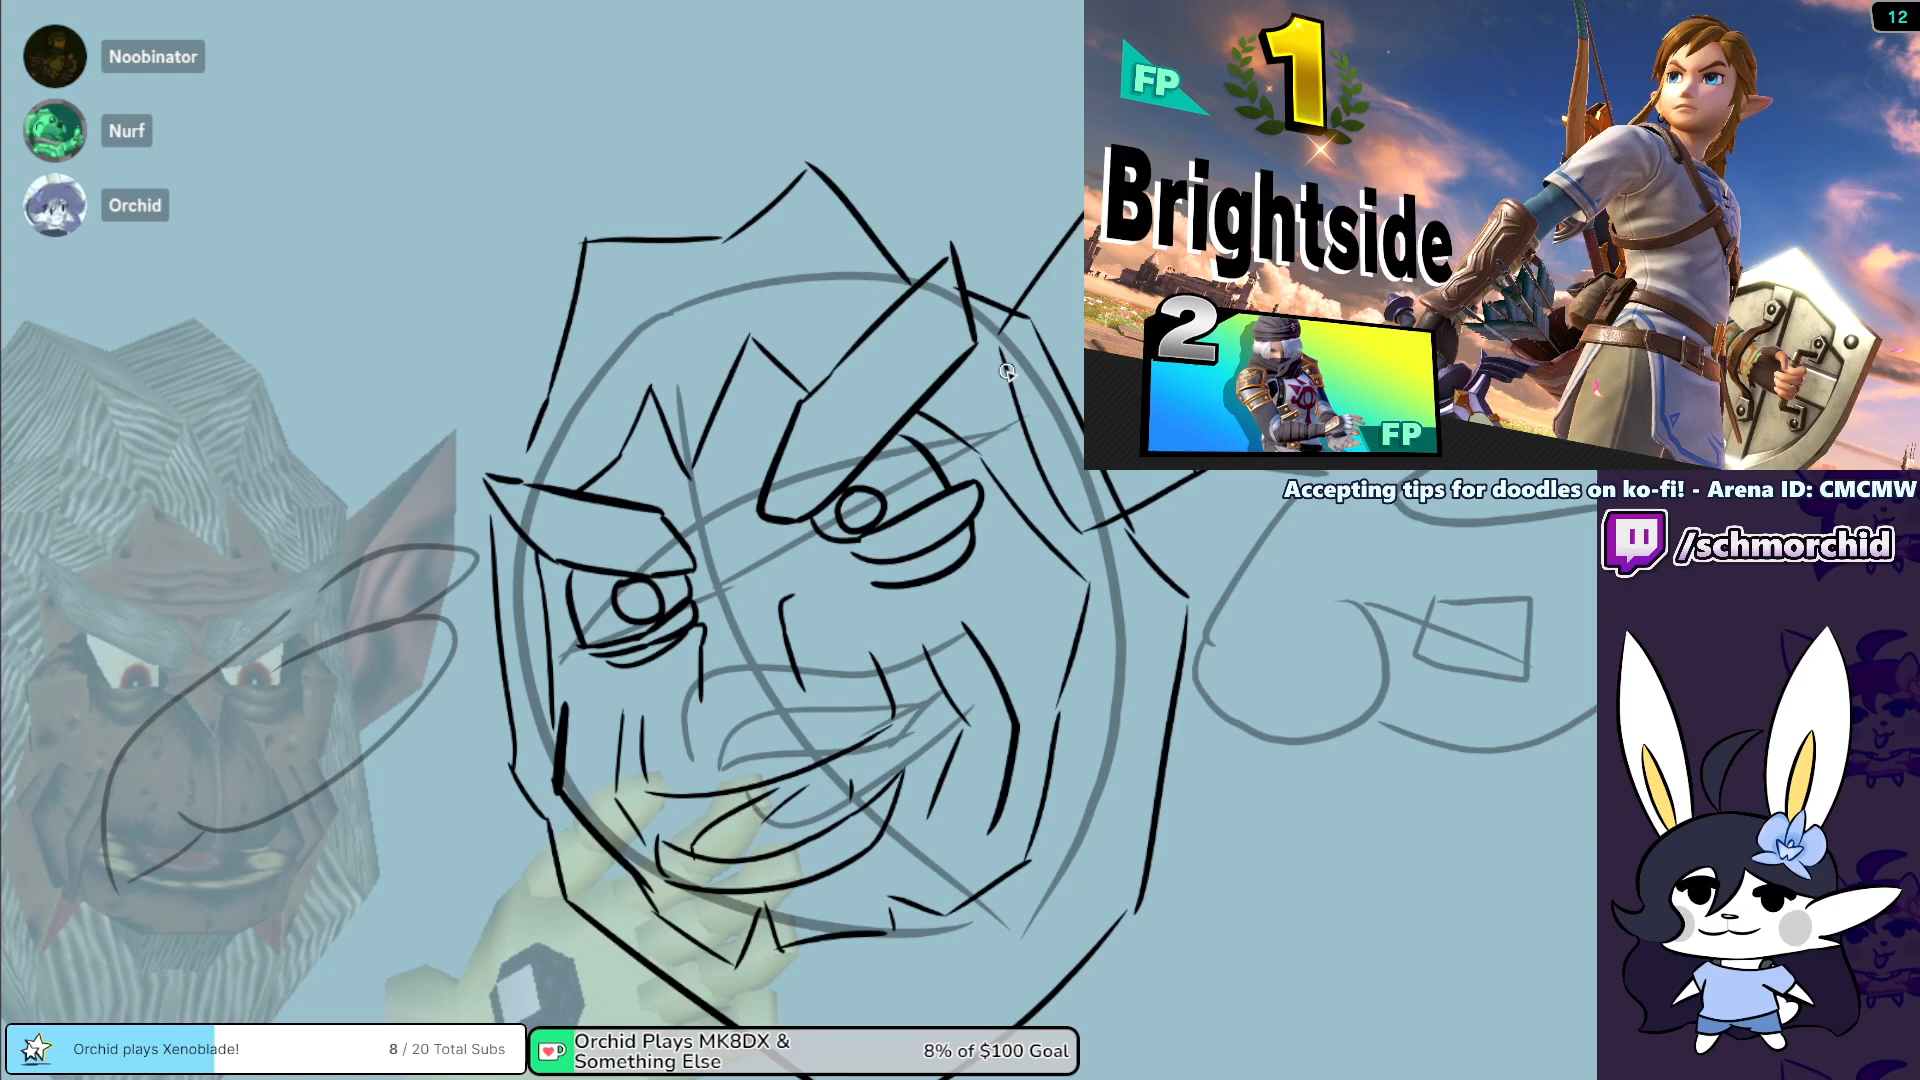 Noobinator
Nurf
Orchid
12
FP
1
Brightside
2
FP
Accepting tips for doodles on ko-fi! - Arena ID: CMCMW
/schmorchid
Orchid plays Xenoblade!
8 / 20 Total Subs
Orchid Plays MK8DX &
Something Else
8% of $100 Goal